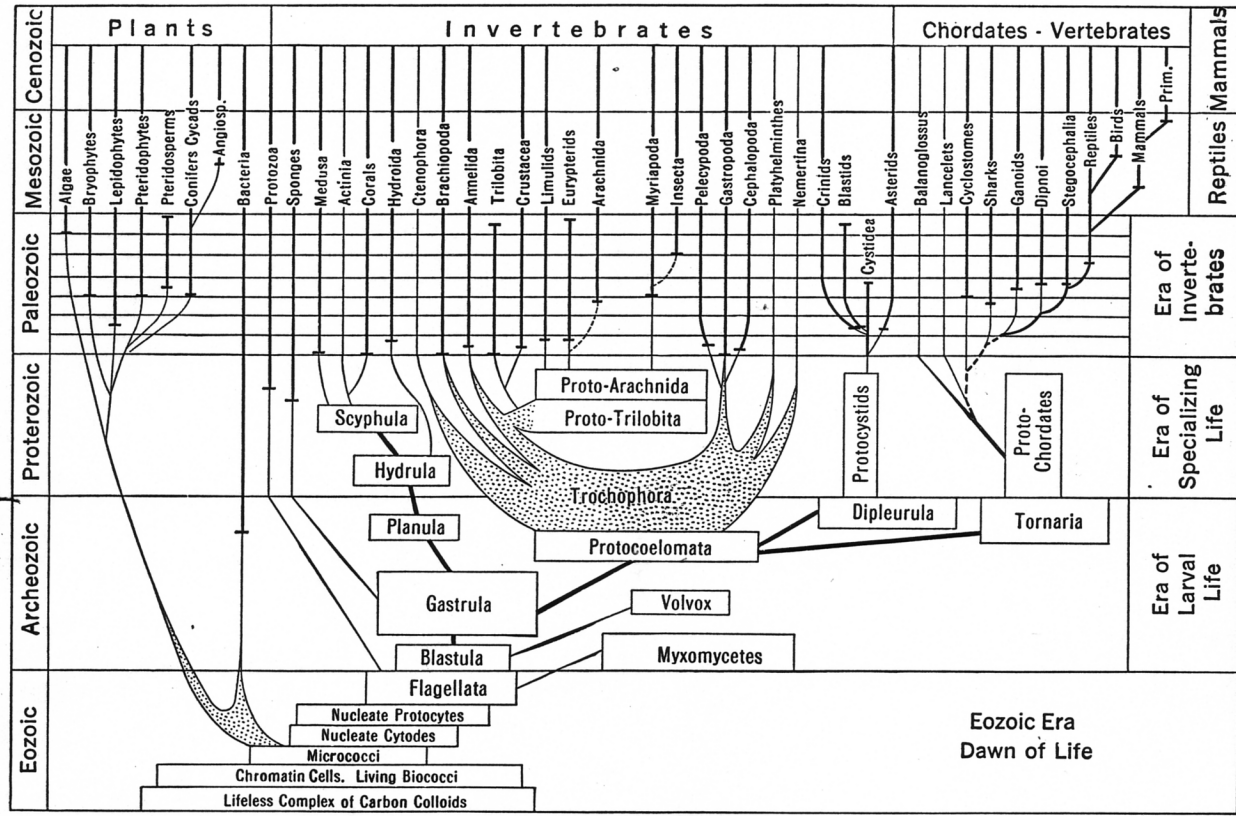 Plants
Invertebrates
Chordates - Vertebrates
Cenozoic
Mammals
Mesozoic
Reptiles
Algae
Bryophytes
Lepidophytes
Pteridophytes
Pteridosperms
Conifers Cycads
Angiosp.
Bacteria
Protozoa
Sponges
Medusa
Actinia
Corals
Hydroida
Ctenophora
Brachiopoda
Annelida
Trilobita
Crustacea
Limulids
Eurypterids
Arachnida
Myriapoda
Insecta
Pelecypoda
Gastropoda
Cephalopoda
Platyhelminthes
Nemertina
Crinids
Blastids
Cystidea
Asterids
Balanoglossus
Lancelets
Cyclostomes
Sharks
Ganoids
Dipnoi
Stegocephalia
Reptiles
Birds
Mammals
Prim.
Paleozoic
Era of
Inverte-
brates
Proterozoic
Era of
Specializing
Life
Proto-Arachnida
Proto-Trilobita
Scyphula
Hydrula
Trochophora
Protocystids
Proto-
Chordates
Archeozoic
Era of
Larval
Life
Planula
Protocoelomata
Dipleurula
Tornaria
Gastrula
Volvox
Blastula
Myxomycetes
Eozoic
Flagellata
Nucleate Protocytes
Nucleate Cytodes
Micrococci
Chromatin Cells. Living Biococci
Lifeless Complex of Carbon Colloids
Eozoic Era
Dawn of Life